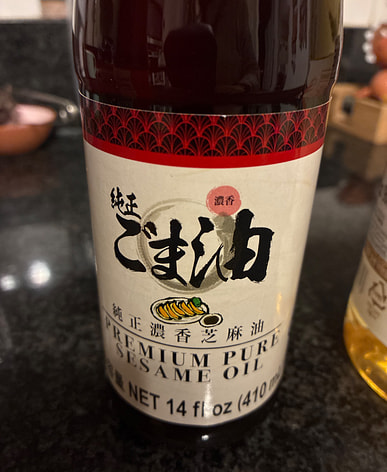 濃香
純正
ごま油
純正濃香芝麻油
PREMIUM PURE
SESAME OIL
量 NET 14 fl oz (410 m